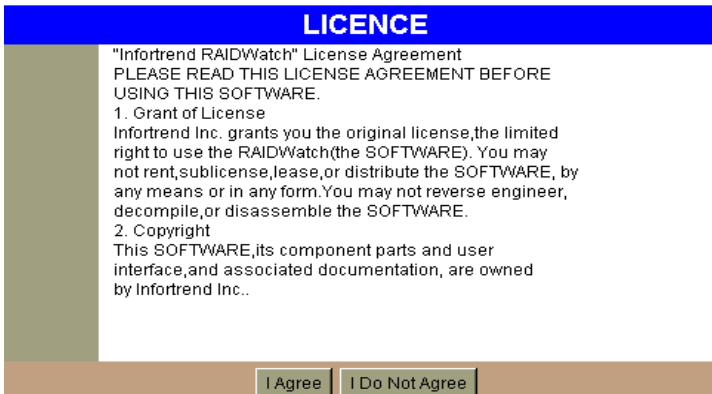 LICENCE
"Infortrend RAIDWatch" License Agreement
PLEASE READ THIS LICENSE AGREEMENT BEFORE
USING THIS SOFTWARE.
1. Grant of License
Infortrend Inc. grants you the original license,the limited
right to use the RAIDWatch(the SOFTWARE). You may
not rent,sublicense,lease,or distribute the SOFTWARE, by
any means or in any form.You may not reverse engineer,
decompile,or disassemble the SOFTWARE.
2. Copyright
This SOFTWARE,its component parts and user
interface,and associated documentation, are owned
by Infortrend Inc..
I Agree I Do Not Agree